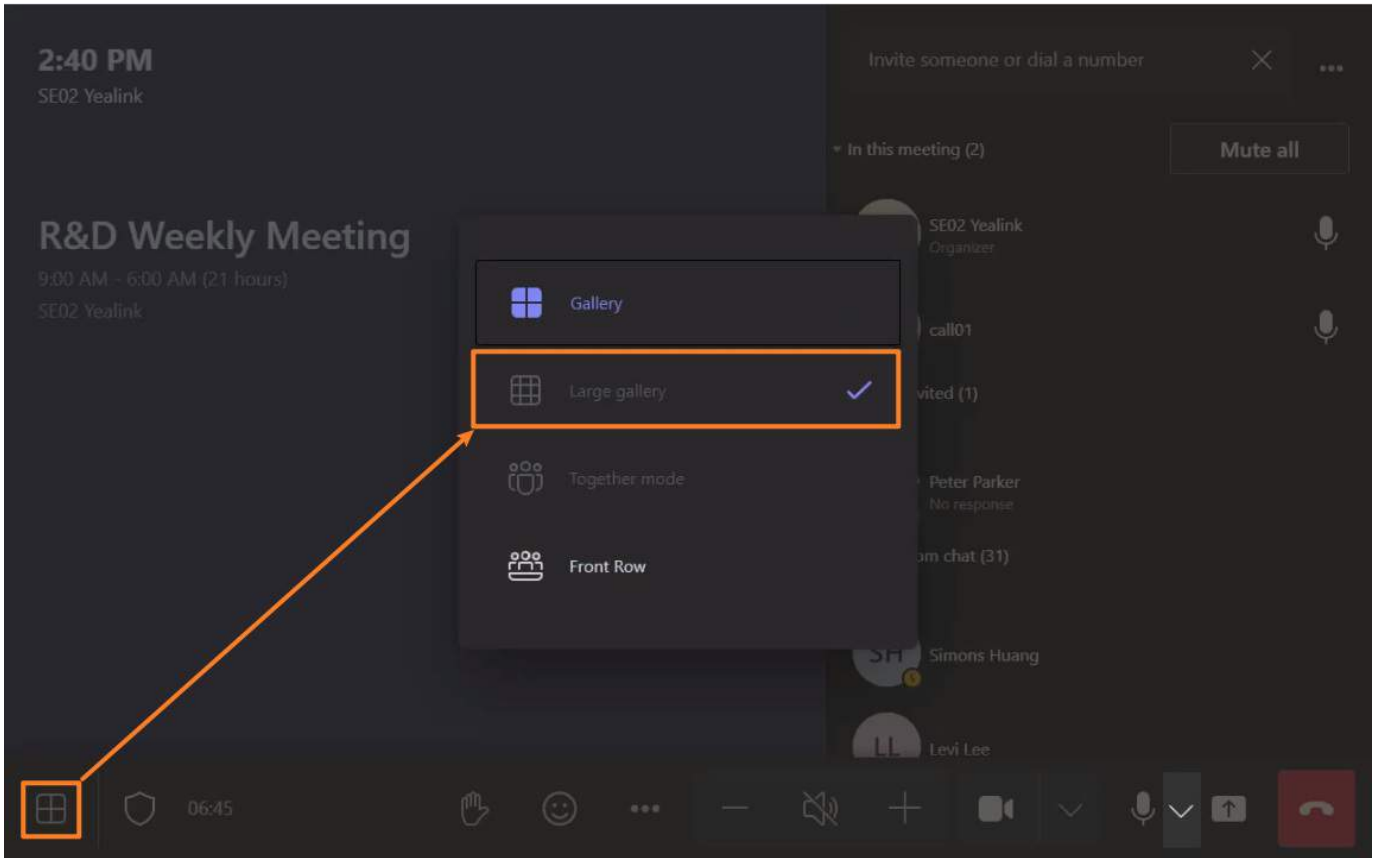 2:40 PM
SE02 Yealink
R&D Weekly Meeting
9:00 AM - 6:00 AM (21 hours)
SE02 Yealink
Gallery
Large gallery
Together mode
Front Row
Invite someone or dial a number
In this meeting (2)
Mute all
SE02 Yealink
Organizer
call01
vited (1)
Peter Parker
No response
om chat (31)
SH
Simons Huang
LL
Levi Lee
06:45